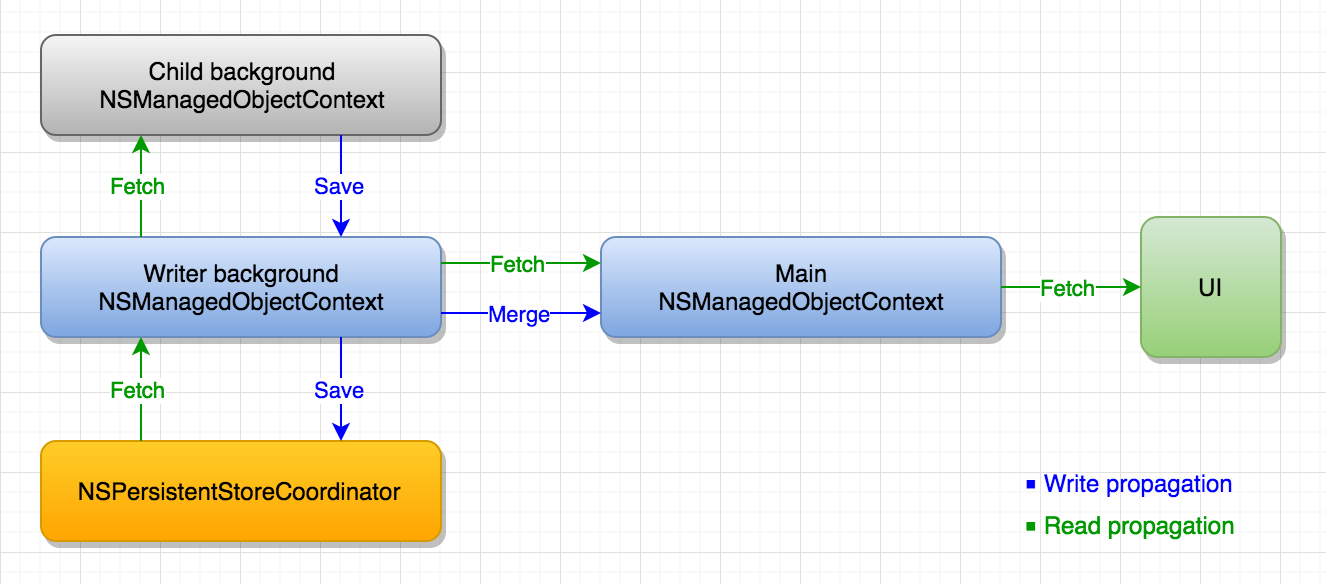 Child background
NSManagedObjectContext
Fetch
Save
Writer background
NSManagedObjectContext
Fetch
Merge
Main
NSManagedObjectContext
Fetch
UI
Fetch
Save
NSPersistentStoreCoordinator
Write propagation
Read propagation